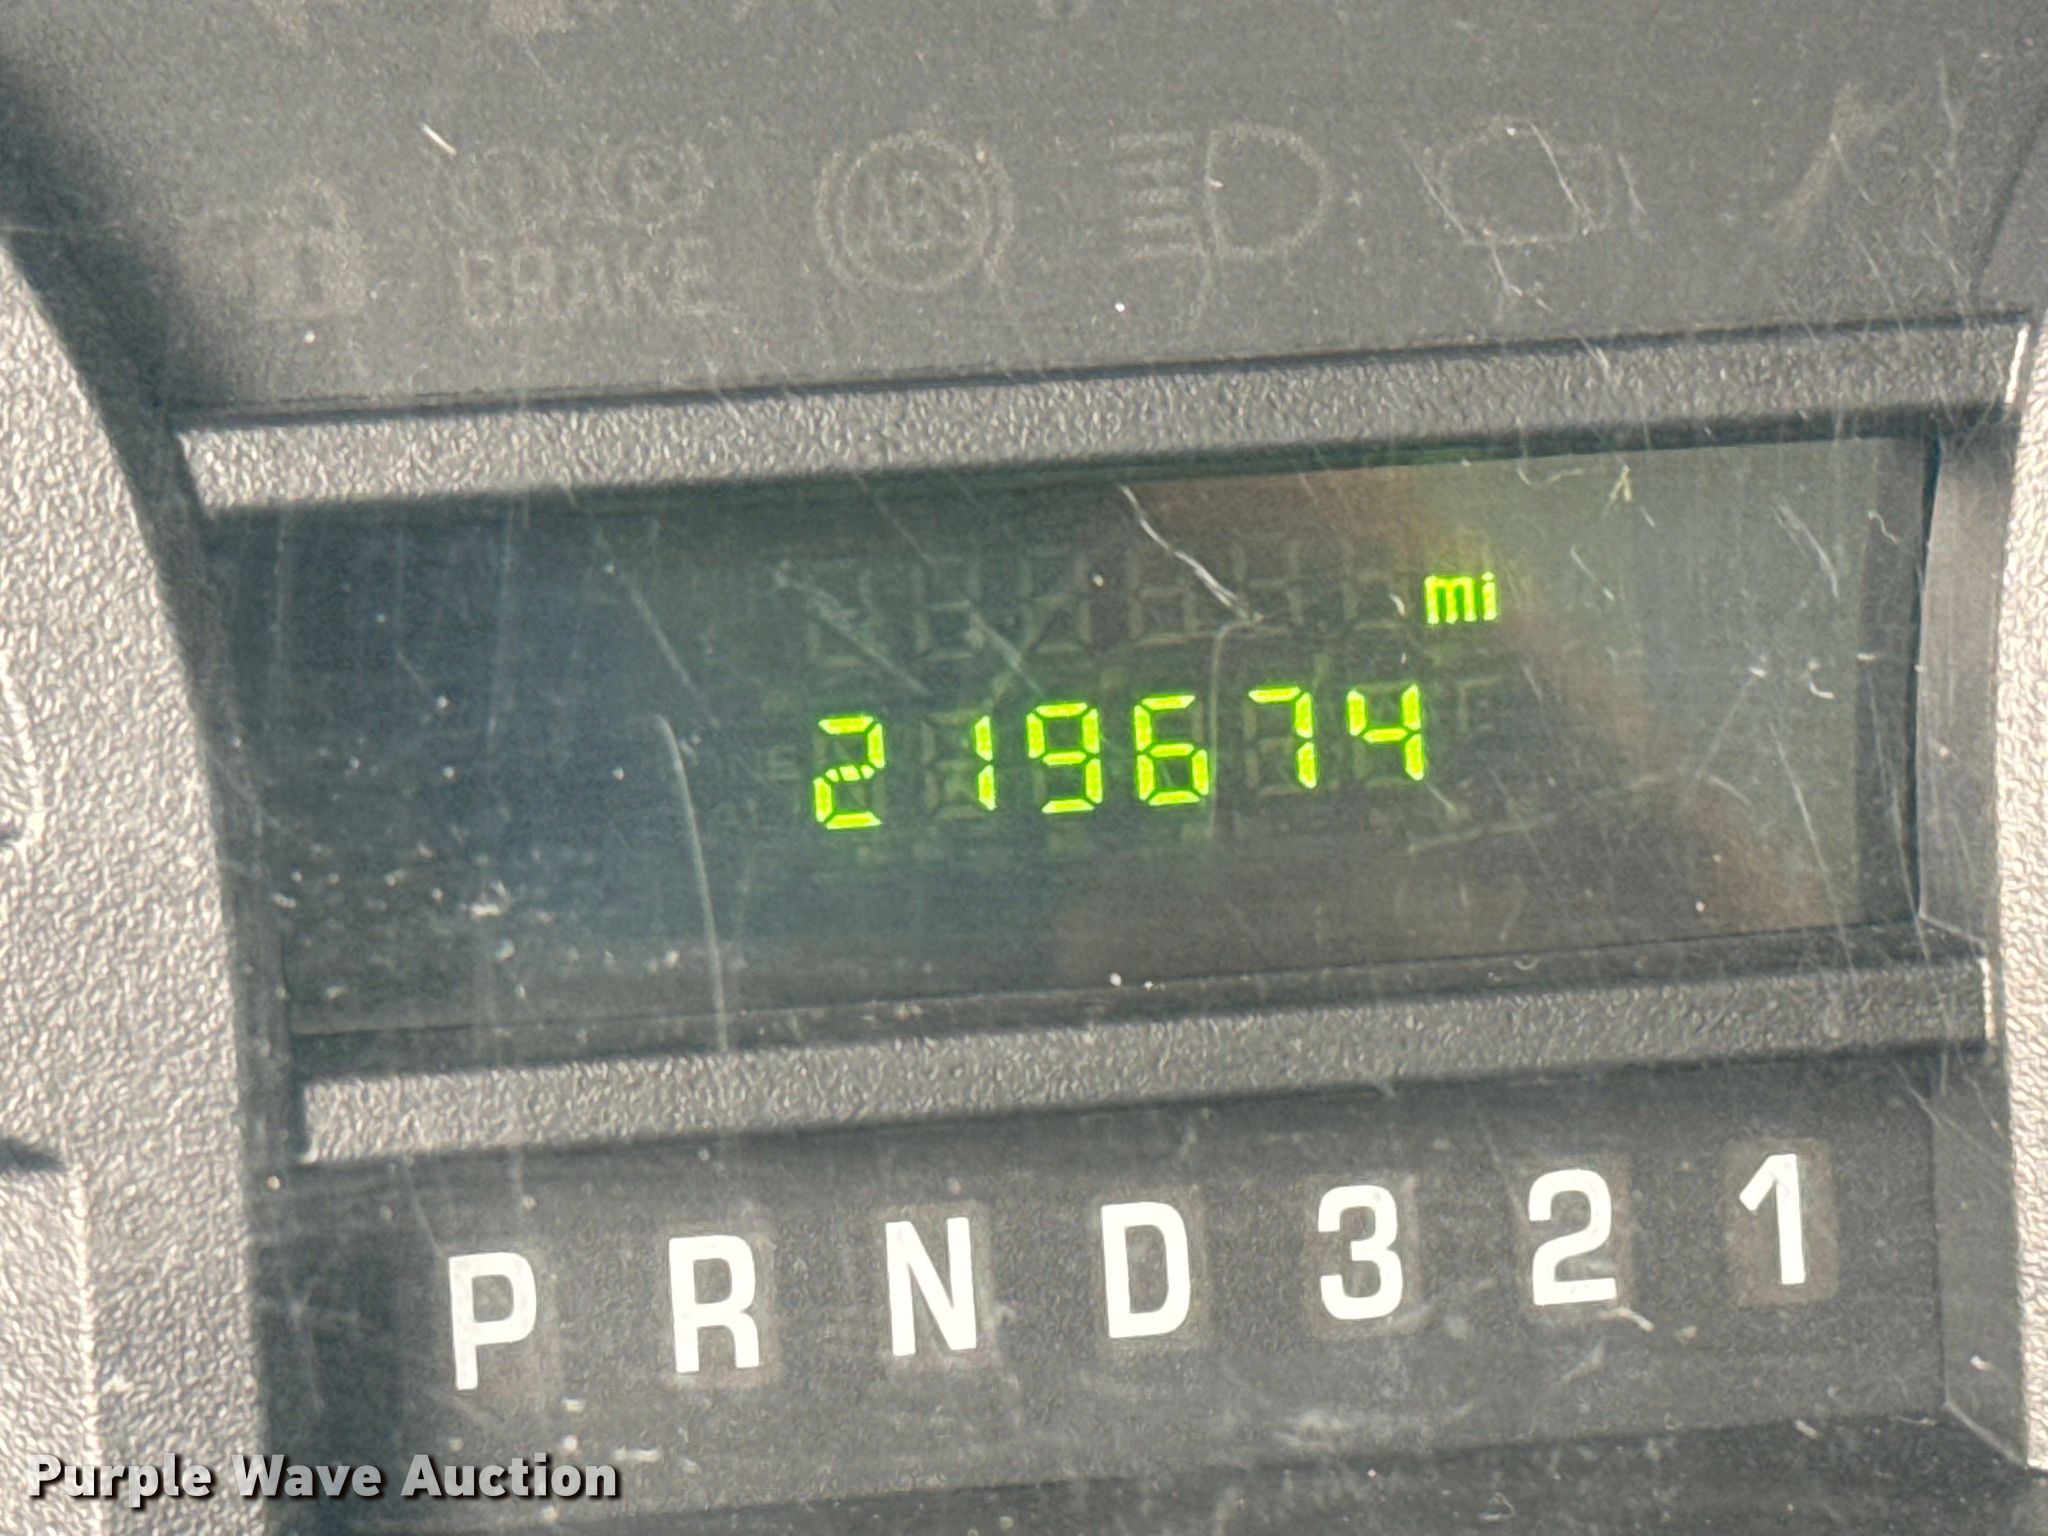 BRAKE
mi
219674
P R N D 3 2 1
Purple Wave Auction